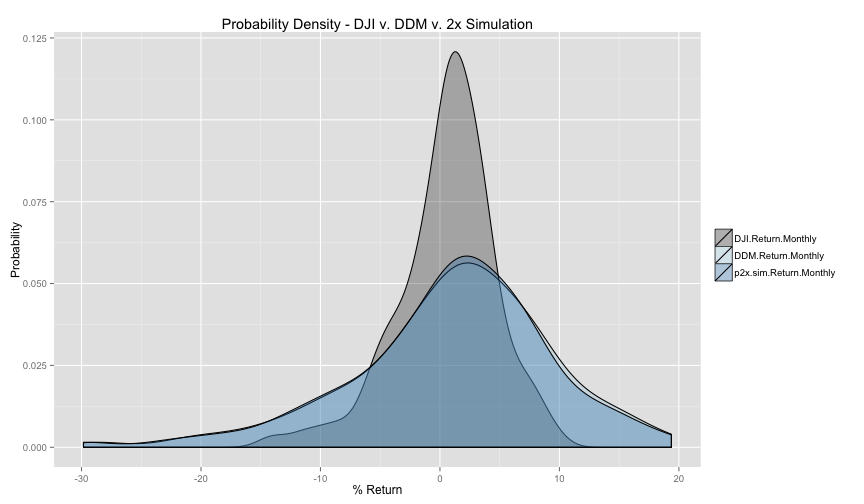 Probability Density - DJI v. DDM v. 2x Simulation
0.125
0.100
0.075
0.050
0.025
0.000
Probability
-30
-20
-10
0
10
20
% Return
DJI.Return.Monthly
DDM.Return.Monthly
p2x.sim.Return.Monthly